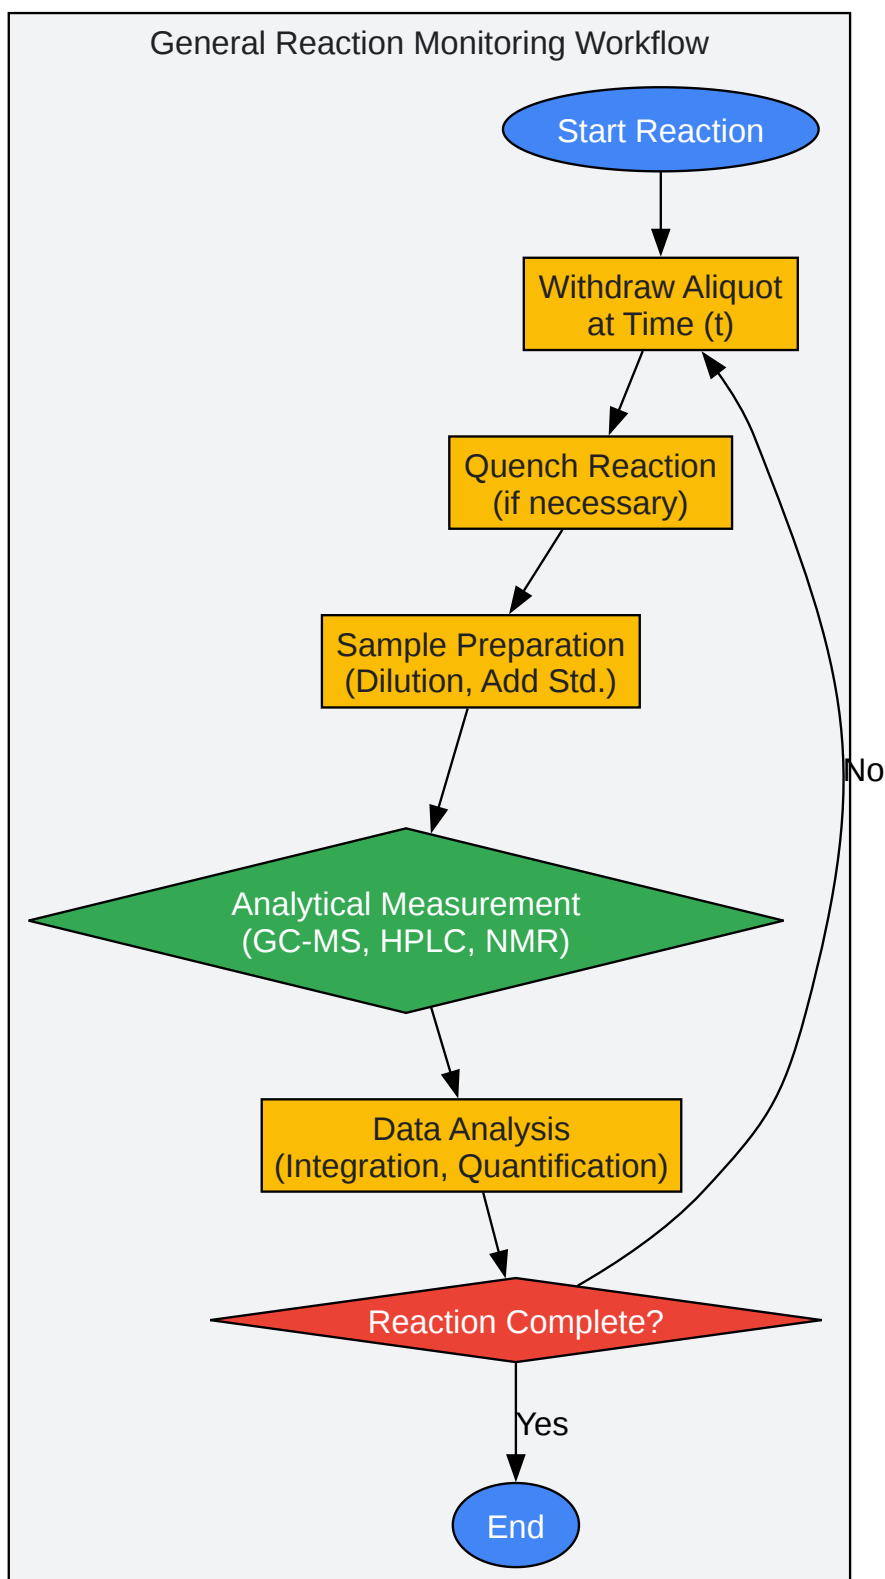 General Reaction Monitoring Workflow
Start Reaction
Withdraw Aliquot
at Time (t)
Quench Reaction
(if necessary)
Sample Preparation
(Dilution, Add Std.)
No
Analytical Measurement
(GC-MS, HPLC, NMR)
Data Analysis
(Integration, Quantification)
Reaction Complete?
Yes
End